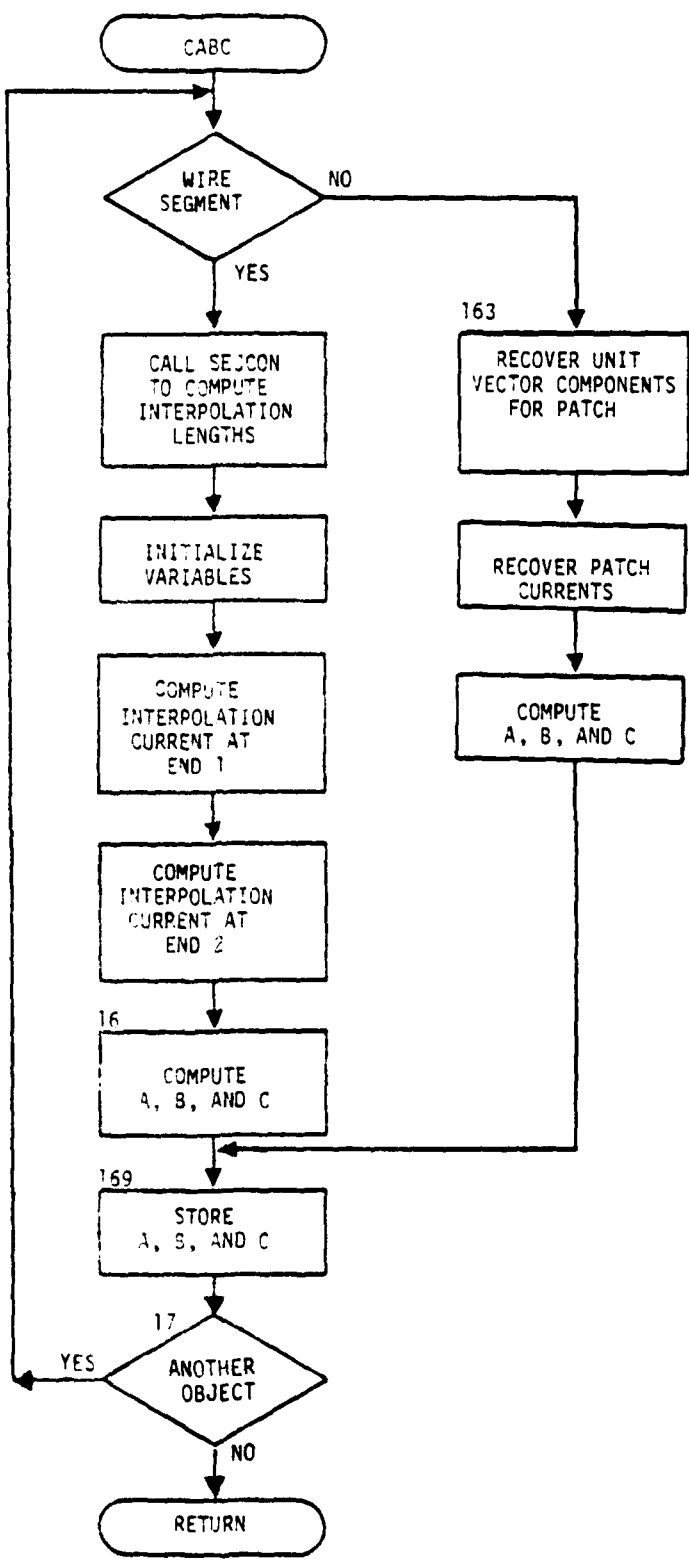 CABC
WIRE
SEGMENT
NO
YES
CALL SEJCON
TO COMPUTE
INTERPOLATION
LENGTHS
INITIALIZE
VARIABLES
COMPUTE
INTERPOLATION
CURRENT AT
END 1
COMPUTE
INTERPOLATION
CURRENT AT
END 2
16
COMPUTE
A, B, AND C
163
RECOVER UNIT
VECTOR COMPONENTS
FOR PATCH
RECOVER PATCH
CURRENTS
COMPUTE
A, B, AND C
169
STORE
A, B, AND C
17
YES
ANOTHER
OBJECT
NO
RETURN